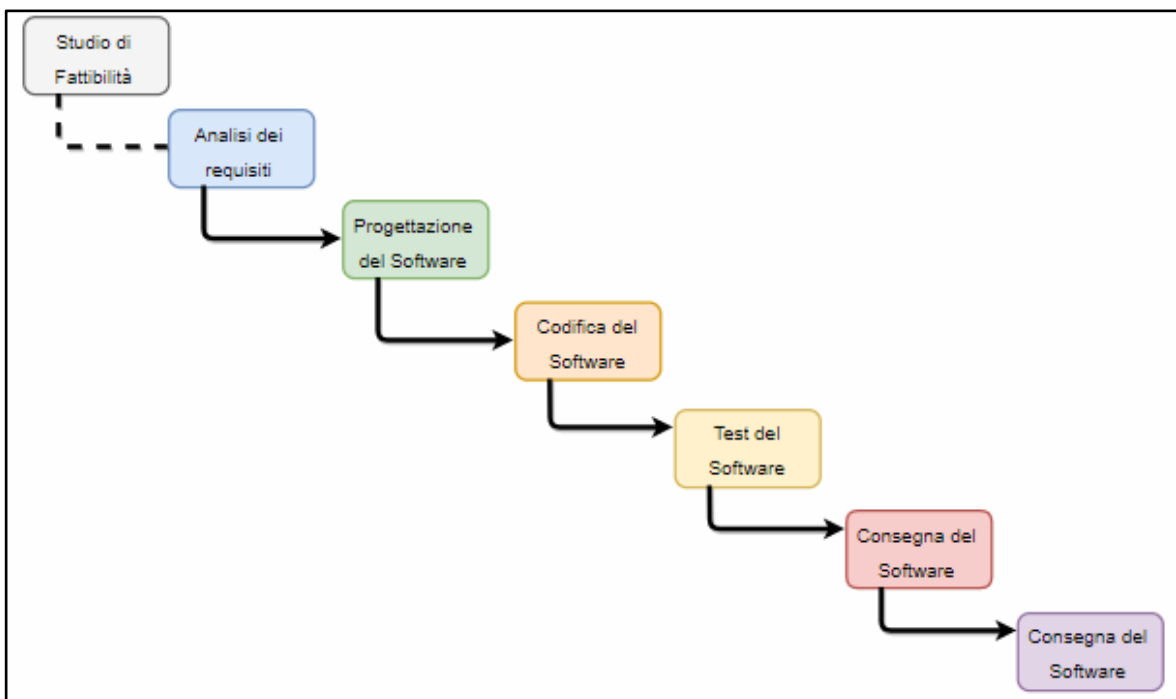 Studio di
Fattibilità
Analisi dei
requisiti
Progettazione
del Software
Codifica del
Software
Test del
Software
Consegna del
Software
Consegna del
Software